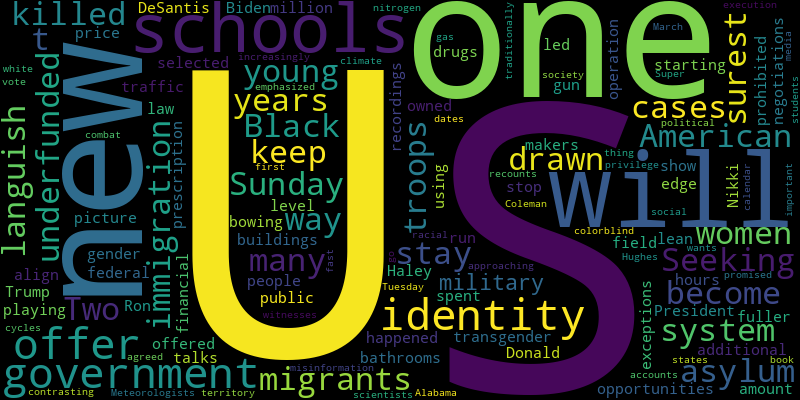 killed
DeSantis
Biden
million
nitrogen
one
execution
t
price
schools
traditionally
March
surest
white
vote
new
selected
increasingly
climate
gas
drugs
led
operation
Super
starting
prohibited
negotiations
media
students
languish
underfunded
traffic
young
emphasized
recordings
society
gun
law
years
owned
cases
combat
Black
dates
political
American
immigration
prescription
keep
first
troops
makers
drawn
thing
privilege
show
will
Sunday
using
recounts
stop
edge
Nikki
calendar
important
picture
level
way
Coleman
social
U
S
bowing
colorblind
women
gender
federal
buildings
many
fast
racial
run
stay
go
transgender
field
lean
wants
Hughes
Seeking
align
financial
people
Haley
approaching
military
hours
promised
Trump
playing
Two
Ron
public
Tuesday
spent
exceptions
become
President
fuller
cycles
offer
offered
witnesses
identity
happened
system
additional
agreed
talks
bathrooms
Donald
states
book
government
misinformation
migrants
accounts
asylum
contrasting
Meteorologists
territory
scientists
Alabama
opportunities
amount